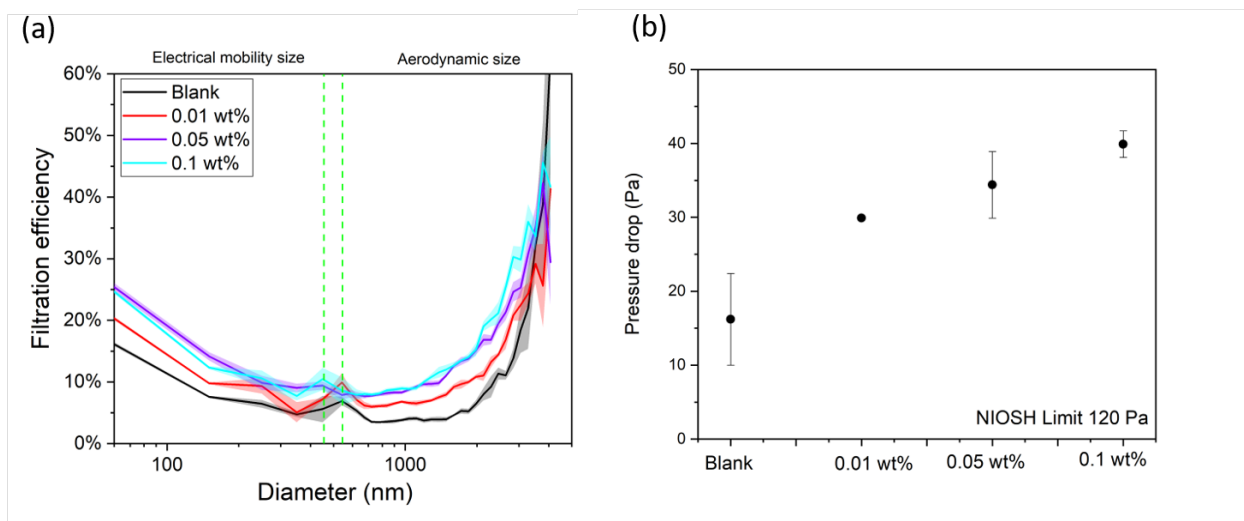 (a)
Electrical mobility size
Aerodynamic size
60%
50%
40%
30%
20%
10%
0%
Filtration efficiency
Blank
0.01 wt%
0.05 wt%
0.1 wt%
100
1000
Diameter (nm)
(b)
50
40
30
20
10
0
Pressure drop (Pa)
NIOSH Limit 120 Pa
Blank
0.01 wt%
0.05 wt%
0.1 wt%